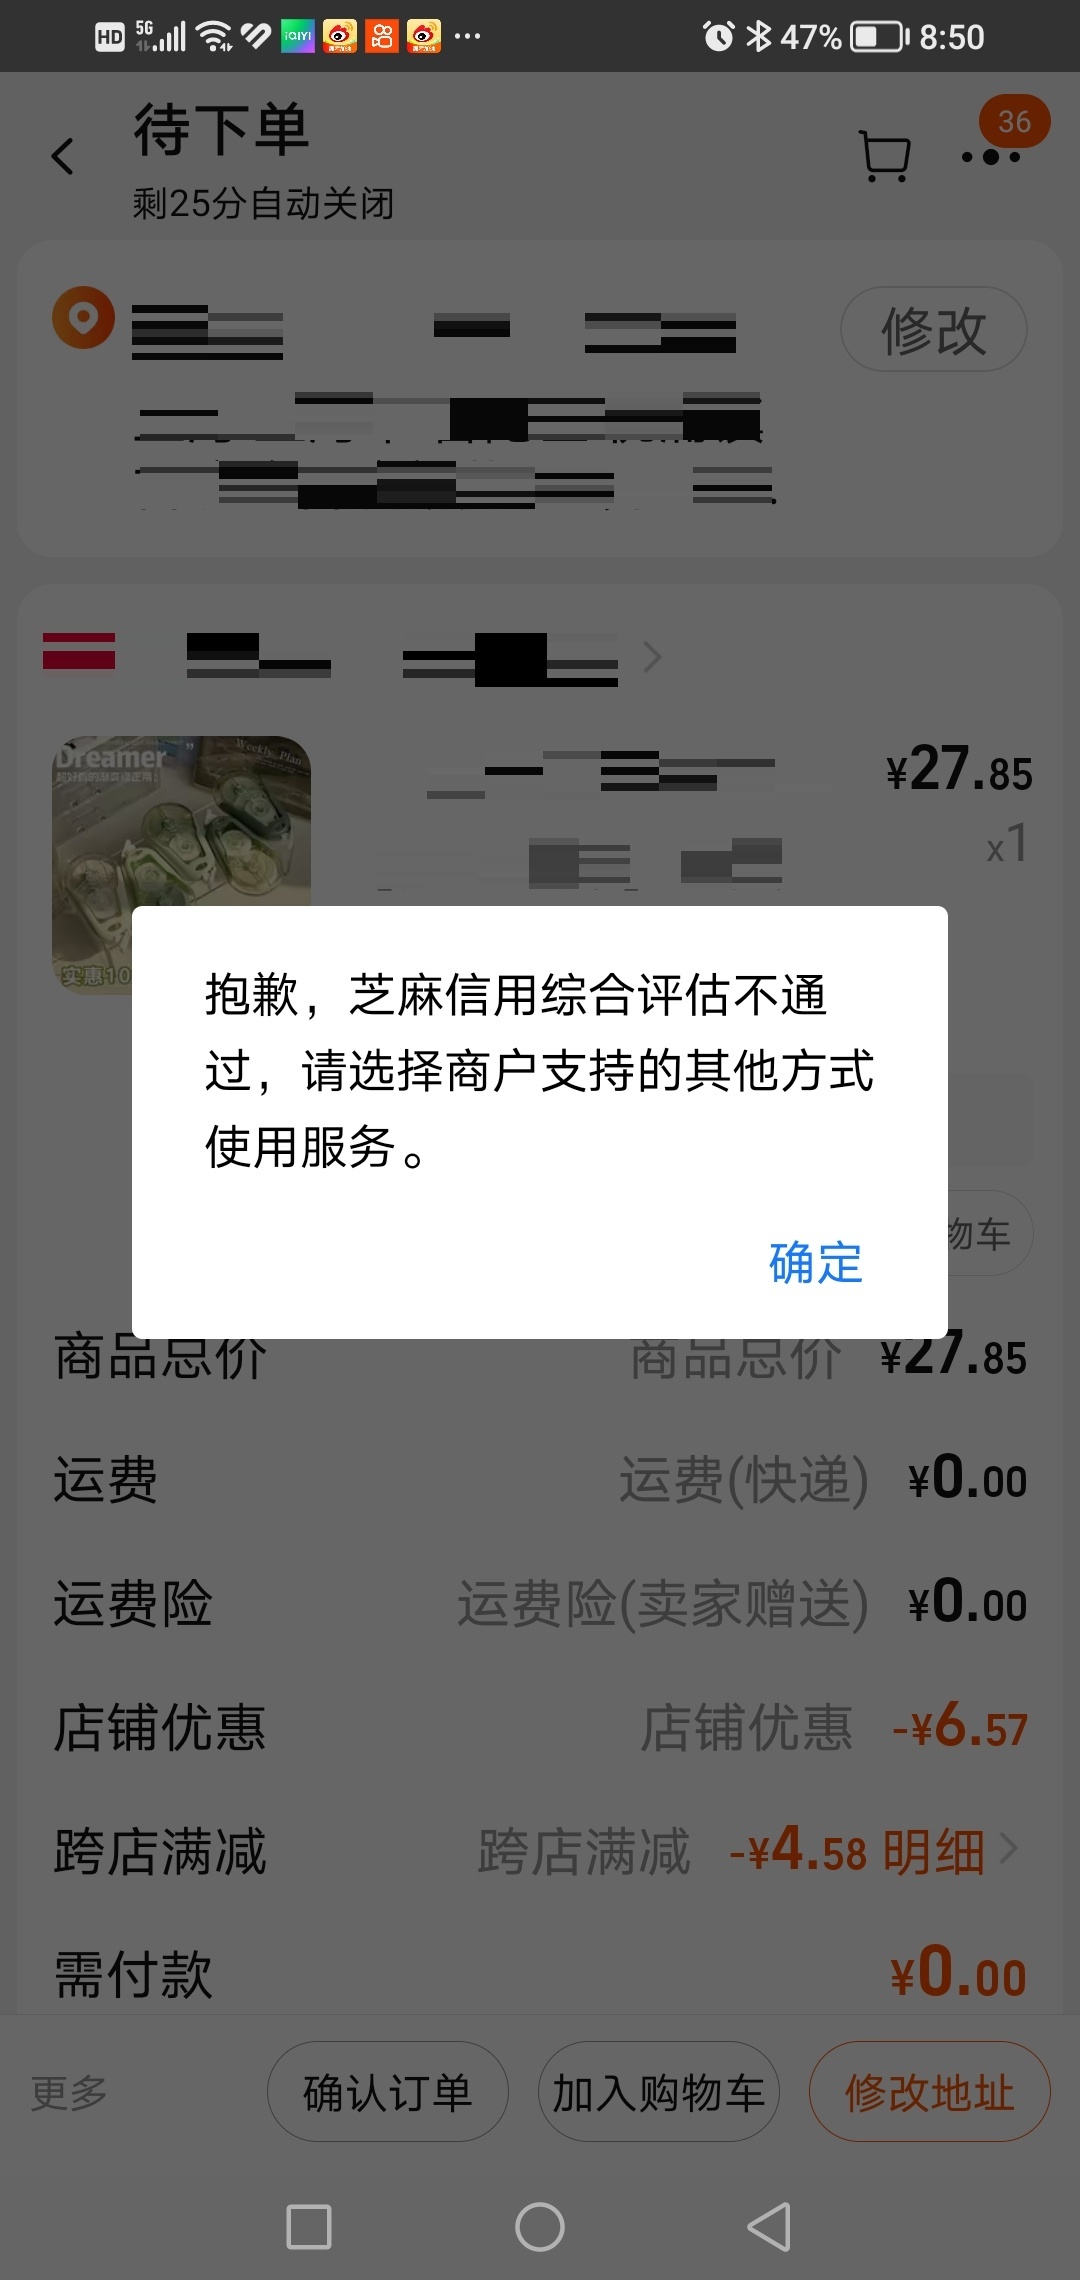 HD 5G iQIYI 47% 8:50
待下单
36
剩25分自动关闭
修改
Dreamer
Weekly Plan
¥27.85
x1
实惠10
抱歉，芝麻信用综合评估不通
过，请选择商户支持的其他方式
使用服务。
确定
物车
商品总价 商品总价 ¥27.85
运费 运费(快递) ¥0.00
运费险 运费险(卖家赠送) ¥0.00
店铺优惠 店铺优惠 -¥6.57
跨店满减 跨店满减 -¥4.58 明细
需付款 ¥0.00
更多 确认订单 加入购物车 修改地址